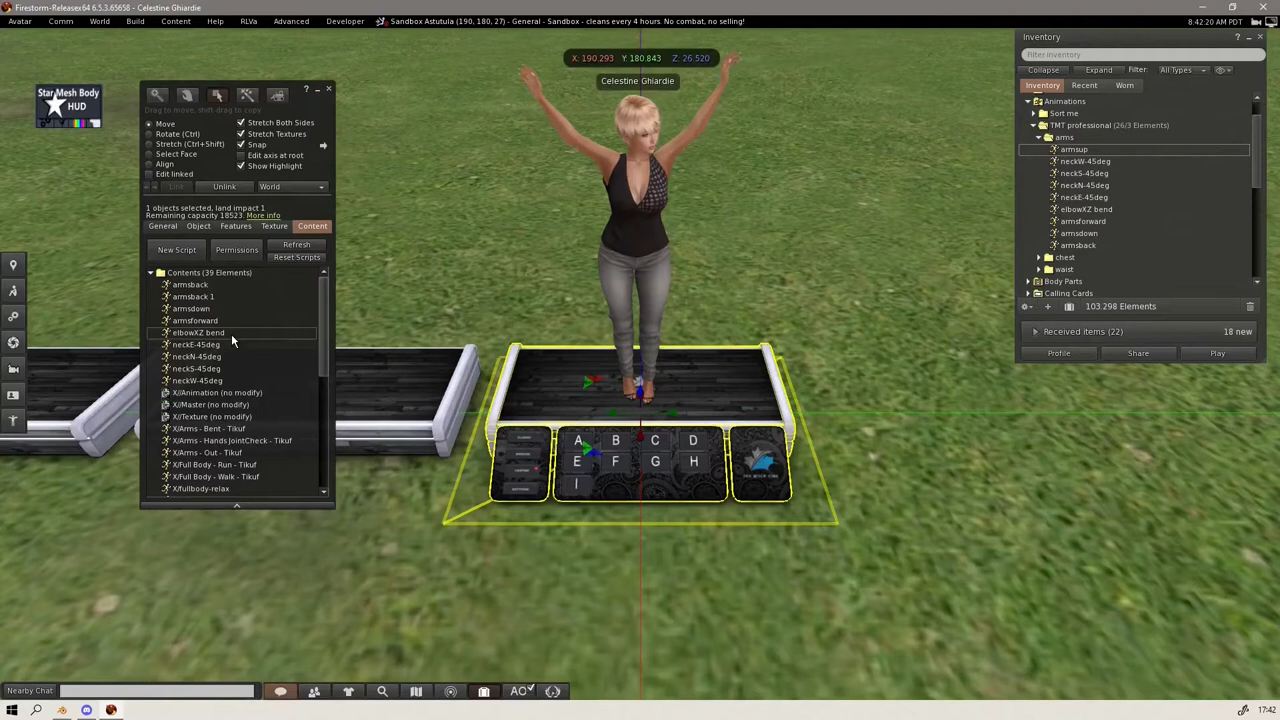 Firestorm-Releasex64 6.5.3.65658 - Celestine Ghiardie
Avatar Comm World Build Content Help RLVa Advanced Developer
Sandbox Astutula (190, 180, 27) - General - Sandbox - cleans every 4 hours. No combat, no selling!
8:42:20 AM PDT
X: 190.293 Y: 180.843 Z: 26.520
Celestine Ghiardie
Star Mesh Body
HUD
Drag to move, shift-drag to copy
Move
Rotate (Ctrl)
Stretch (Ctrl+Shift)
Select Face
Align
Edit linked
Stretch Both Sides
Stretch Textures
Snap
Edit axis at root
Show Highlight
Link Unlink World
1 objects selected, land impact 1
Remaining capacity 18523. More info
General Object Features Texture Content
New Script Permissions Refresh
Reset Scripts
Contents (39 Elements)
armsback
armsback 1
armsdown
armsforward
elbowXZ bend
neckE-45deg
neckN-45deg
neckS-45deg
neckW-45deg
X//Animation (no modify)
X//Master (no modify)
X//Texture (no modify)
X/Arms - Bent - Tikuf
X/Arms - Hands JointCheck - Tikuf
X/Arms - Out - Tikuf
X/Full Body - Run - Tikuf
X/Full Body - Walk - Tikuf
X/fullbody-relax
A B C D
E F G H
I
Inventory
Filter Inventory
Collapse Expand Filter: All Types
Inventory Recent Worn
Animations
Sort me
TMT professional (26/3 Elements)
arms
armsup
neckW-45deg
neckS-45deg
neckN-45deg
neckE-45deg
elbowXZ bend
armsforward
armsdown
armsback
chest
waist
Body Parts
Calling Cards
103.298 Elements
Received items (22) 18 new
Profile Share Play
Nearby Chat
AO
17:42